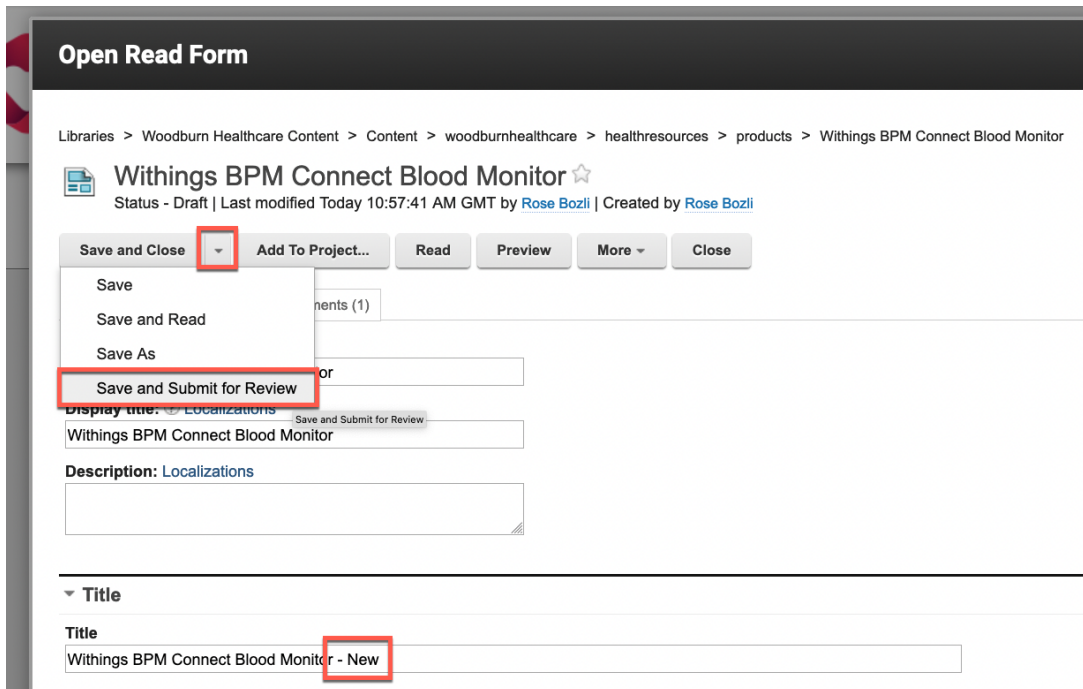 Open Read Form
Libraries > Woodburn Healthcare Content > Content > woodburnhealthcare > healthresources > products > Withings BPM Connect Blood Monitor
Withings BPM Connect Blood Monitor
Status - Draft | Last modified Today 10:57:41 AM GMT by Rose Bozli | Created by Rose Bozli
Save and Close Add To Project... Read Preview More Close
Save
ments (1)
Save and Read
Save As
or
Save and Submit for Review
Display title: Localizations
Save and Submit for Review
Withings BPM Connect Blood Monitor
Description: Localizations
Title
Title
Withings BPM Connect Blood Monitor - New